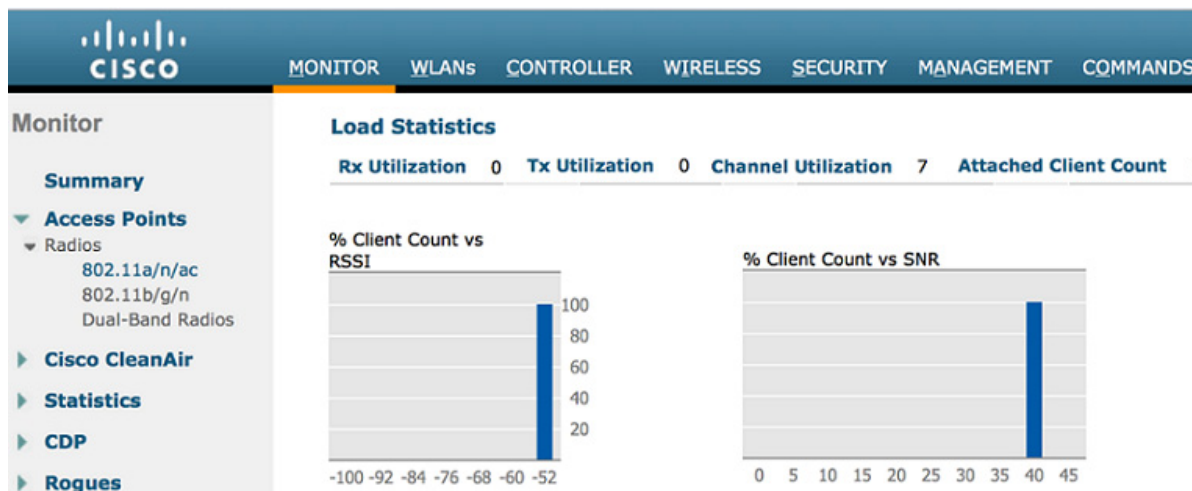 CISCO
MONITOR WLANs CONTROLLER WIRELESS SECURITY MANAGEMENT COMMANDS
Monitor
Summary
Access Points
Radios
802.11a/n/ac
802.11b/g/n
Dual-Band Radios
Cisco CleanAir
Statistics
CDP
Rogues
Load Statistics
Rx Utilization 0 Tx Utilization 0 Channel Utilization 7 Attached Client Count
% Client Count vs
RSSI
100
80
60
40
20
-100 -92 -84 -76 -68 -60 -52
% Client Count vs SNR
0 5 10 15 20 25 30 35 40 45